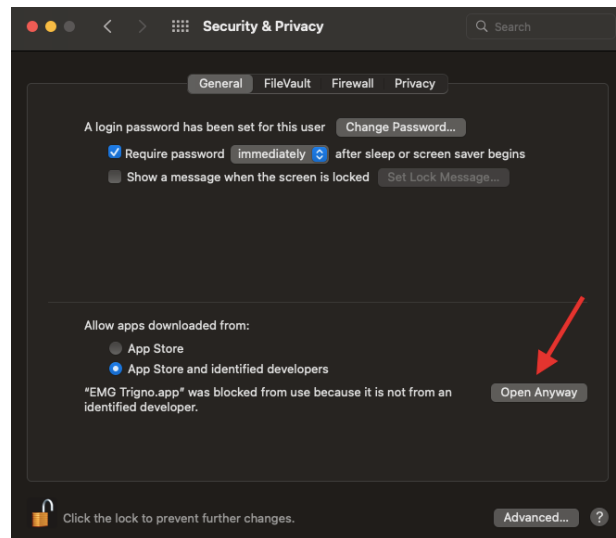 Security & Privacy
Search
General FileVault Firewall Privacy
A login password has been set for this user Change Password...
Require password immediately after sleep or screen saver begins
Show a message when the screen is locked Set Lock Message...
Allow apps downloaded from:
App Store
App Store and identified developers
“EMG Trigno.app” was blocked from use because it is not from an
identified developer.
Open Anyway
Click the lock to prevent further changes.
Advanced...
?